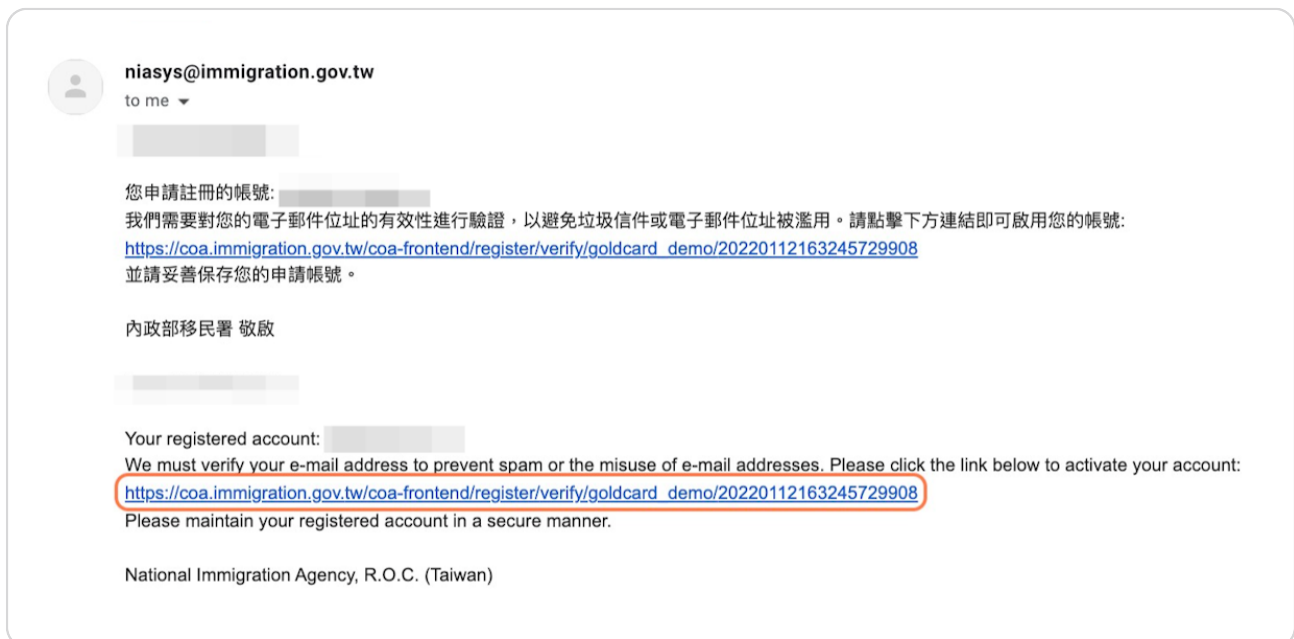 niasys@immigration.gov.tw
to me
您申請註冊的帳號:
我們需要對您的電子郵件位址的有效性進行驗證，以避免垃圾信件或電子郵件位址被濫用。請點擊下方連結即可啟用您的帳號:
https://coa.immigration.gov.tw/coa-frontend/register/verify/goldcard_demo/20220112163245729908
並請妥善保存您的申請帳號。
內政部移民署 敬啟
Your registered account:
We must verify your e-mail address to prevent spam or the misuse of e-mail addresses. Please click the link below to activate your account:
https://coa.immigration.gov.tw/coa-frontend/register/verify/goldcard_demo/20220112163245729908
Please maintain your registered account in a secure manner.
National Immigration Agency, R.O.C. (Taiwan)